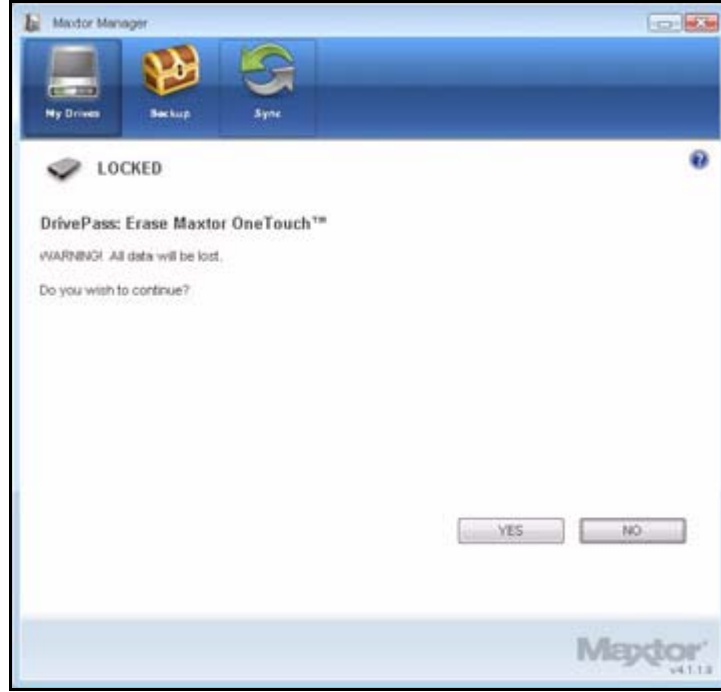 Maxtor Manager
My Drives Backup Sync
LOCKED
DrivePass: Erase Maxtor OneTouch™
WARNING! All data will be lost.
Do you wish to continue?
YES NO
Maxtor